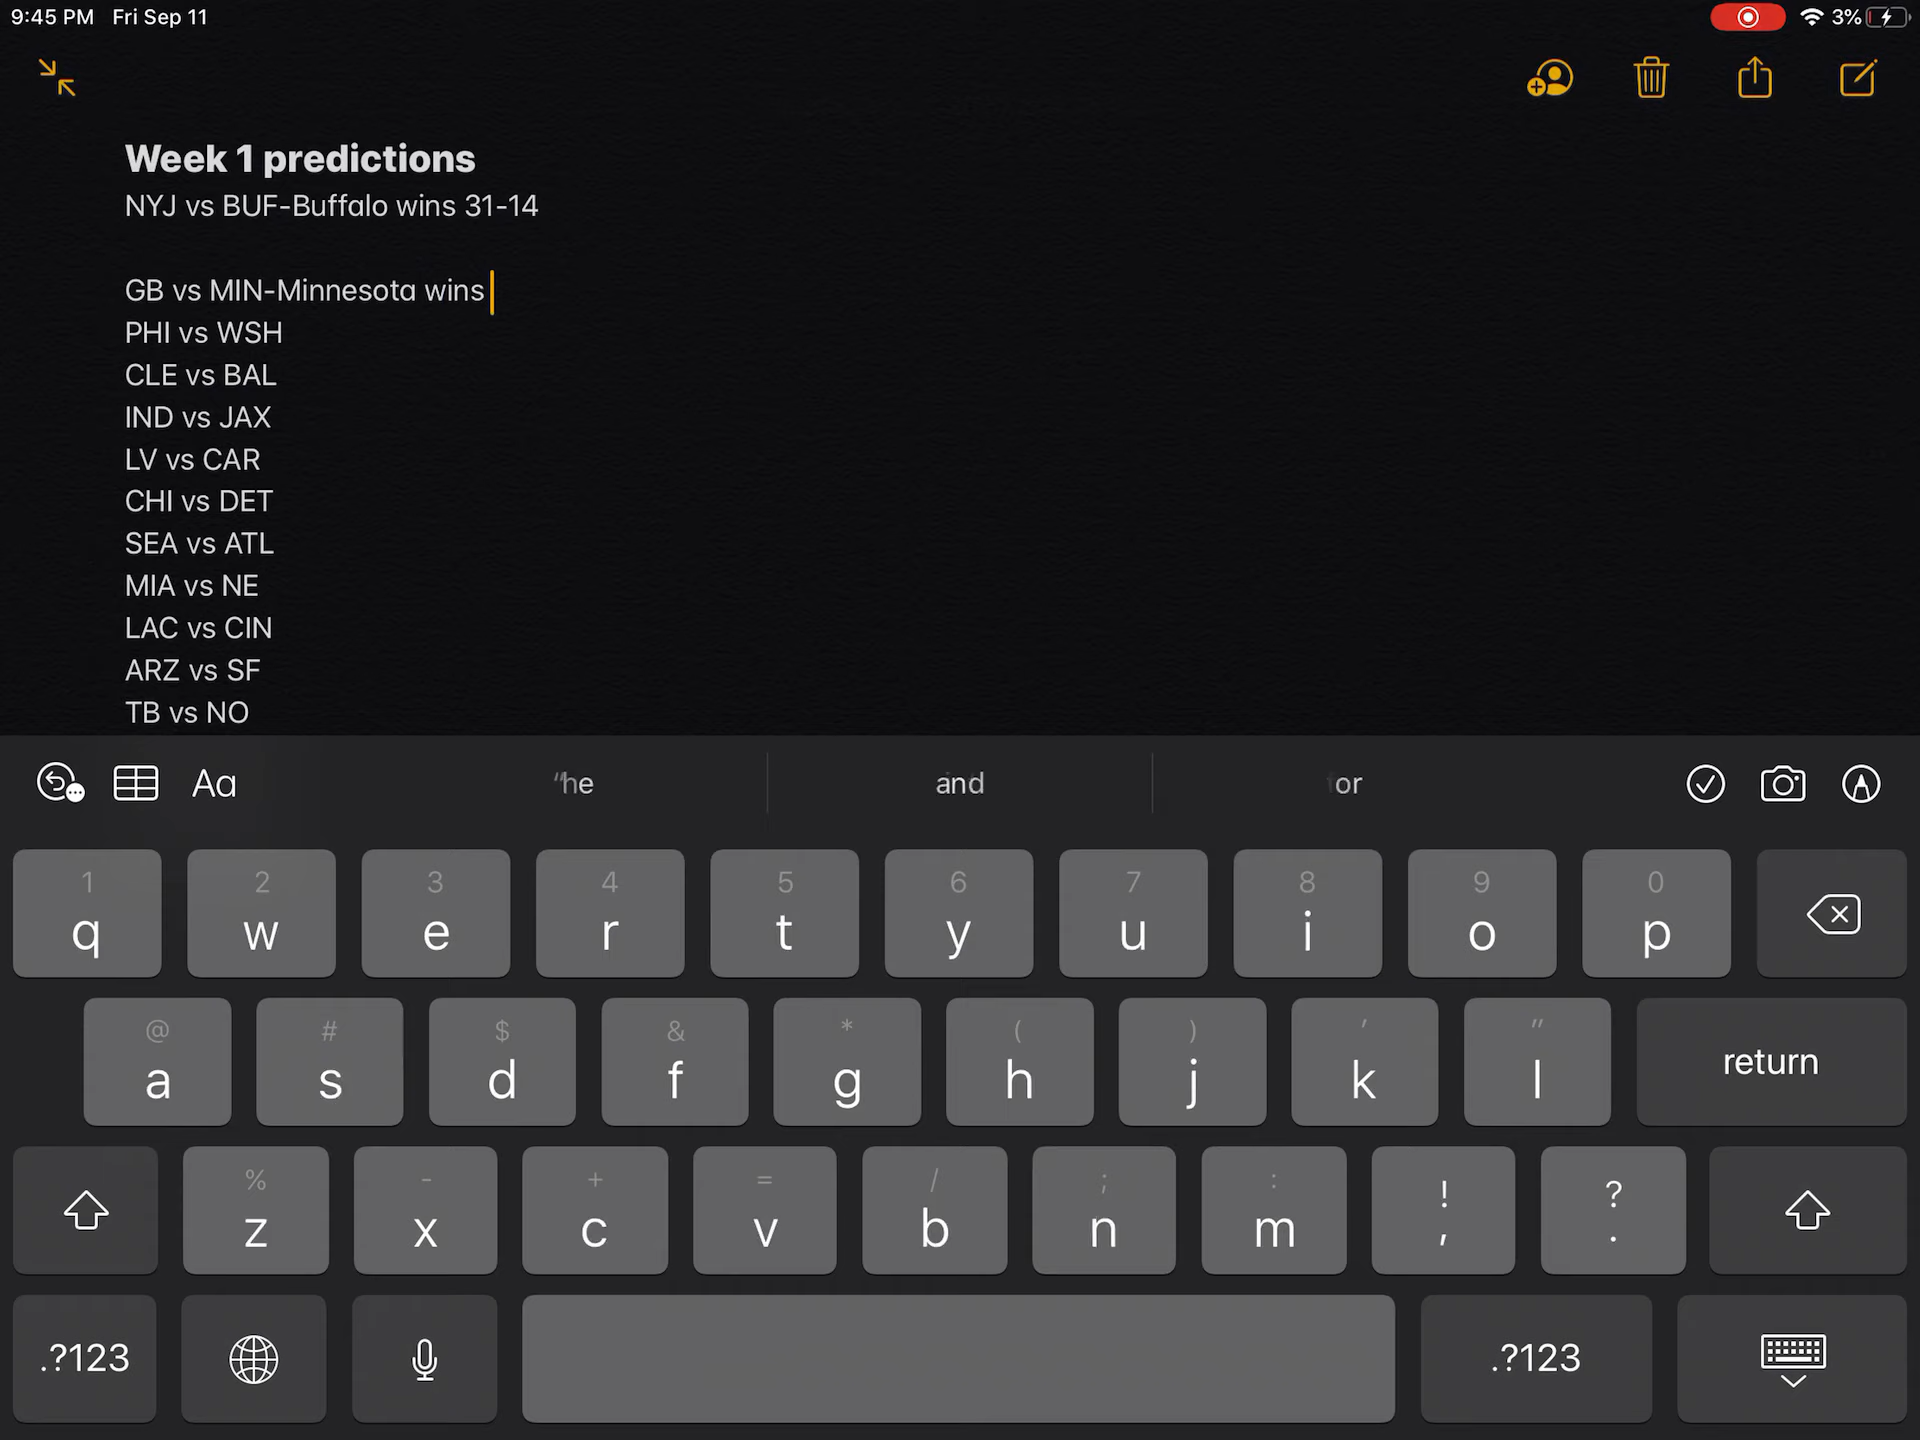 9:45 PM Fri Sep 11
3%
Week 1 predictions
NYJ vs BUF-Buffalo wins 31-14
GB vs MIN-Minnesota wins
PHI vs WSH
CLE vs BAL
IND vs JAX
LV vs CAR
CHI vs DET
SEA vs ATL
MIA vs NE
LAC vs CIN
ARZ vs SF
TB vs NO
Aa
and
or
1 2 3 4 5 6 7 8 9 0
q w e r t y u i o p
@ # $ & * ( ) ' "
a s d f g h j k l return
% - + = / ; : ! ?
z x c v b n m , .
.?123 .?123